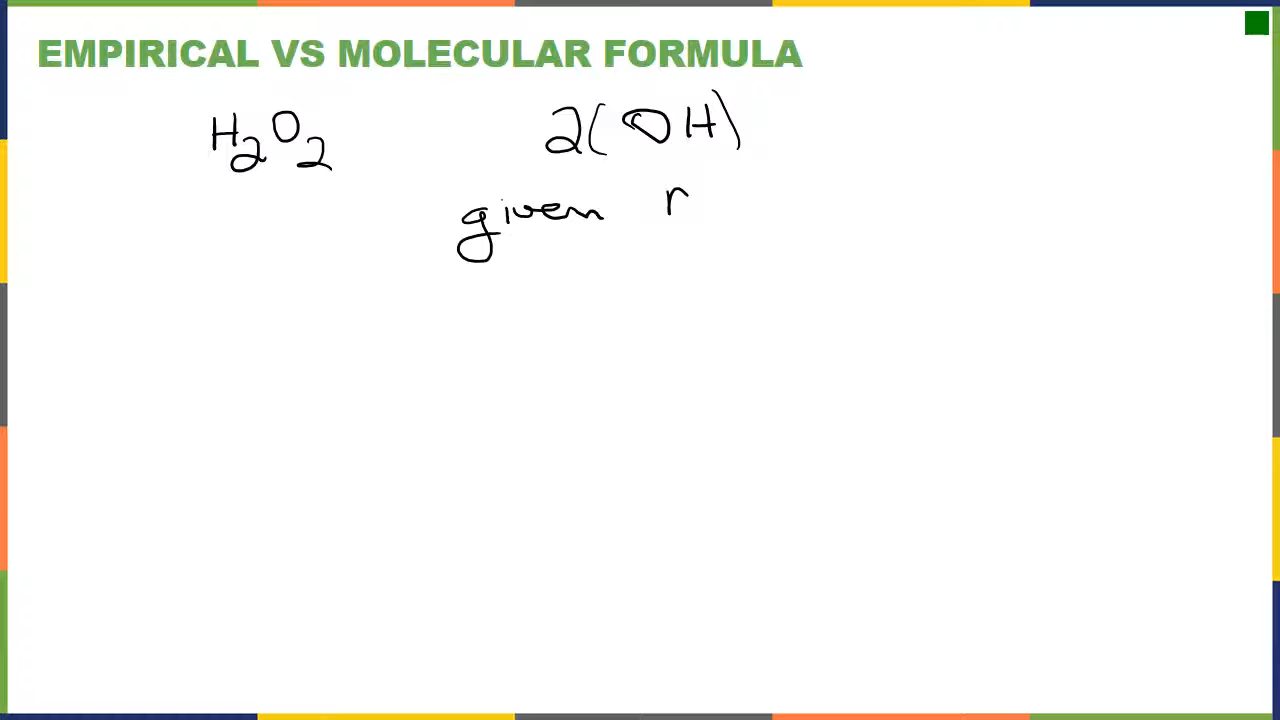 EMPIRICAL VS MOLECULAR FORMULA
H₂O₂ 2(OH)
given r